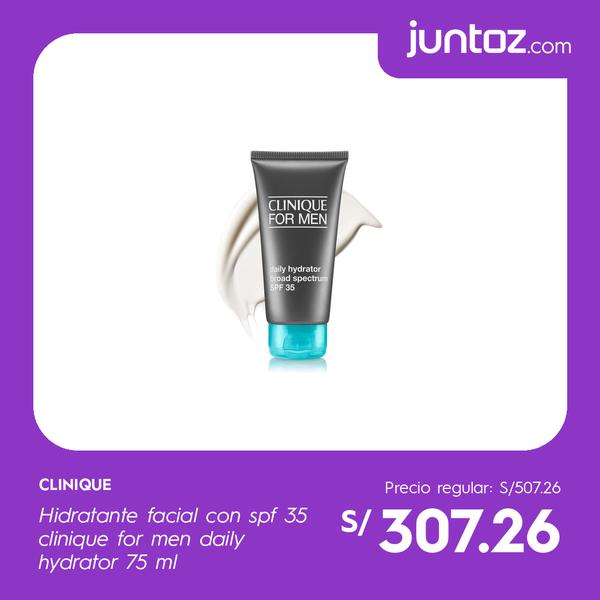 juntoz.com
CLINIQUE
FOR MEN
daily hydrator
broad spectrum
SPF 35
CLINIQUE
Hidratante facial con spf 35
clinique for men daily
hydrator 75 ml
Precio regular: S/507.26
S/ 307.26